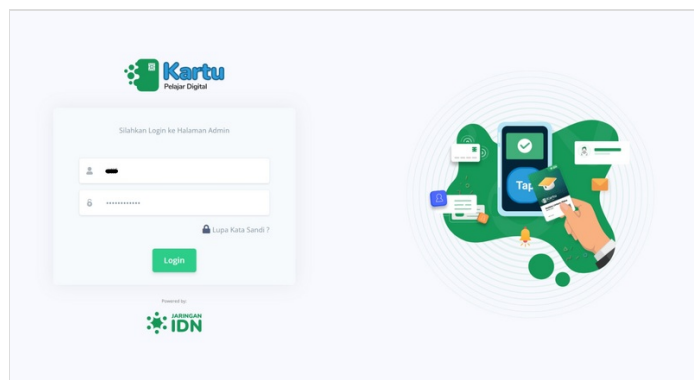 Kartu
Pelajar Digital
Silahkan Login ke Halaman Admin
............
Lupa Kata Sandi ?
Login
Powered by:
JARINGAN
IDN
Tap